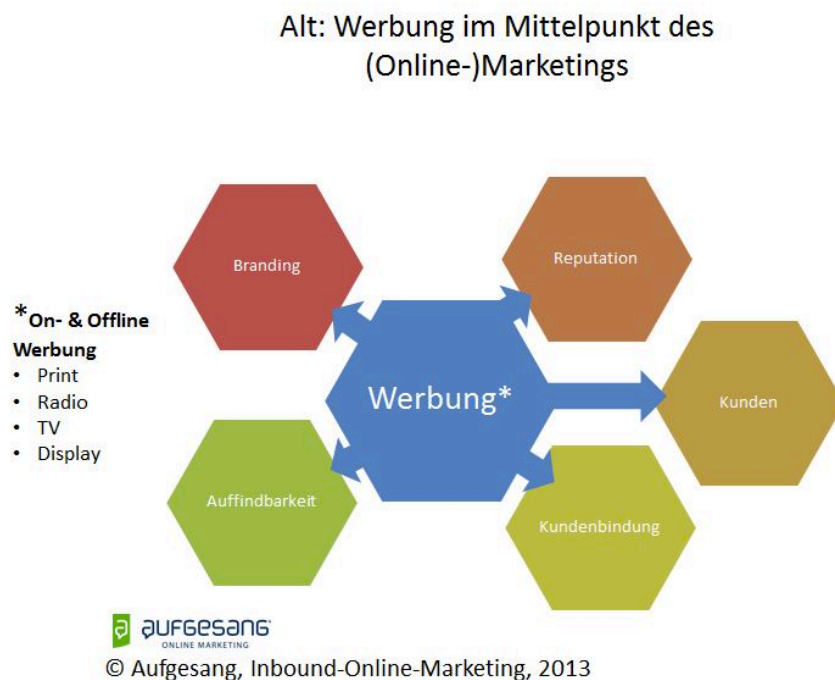 Alt: Werbung im Mittelpunkt des
(Online-)Marketings
Branding
Reputation
*On- & Offline
Werbung
• Print
• Radio
• TV
• Display
Werbung*
Kunden
Auffindbarkeit
Kundenbindung
a aufgesang
ONLINE MARKETING
© Aufgesang, Inbound-Online-Marketing, 2013